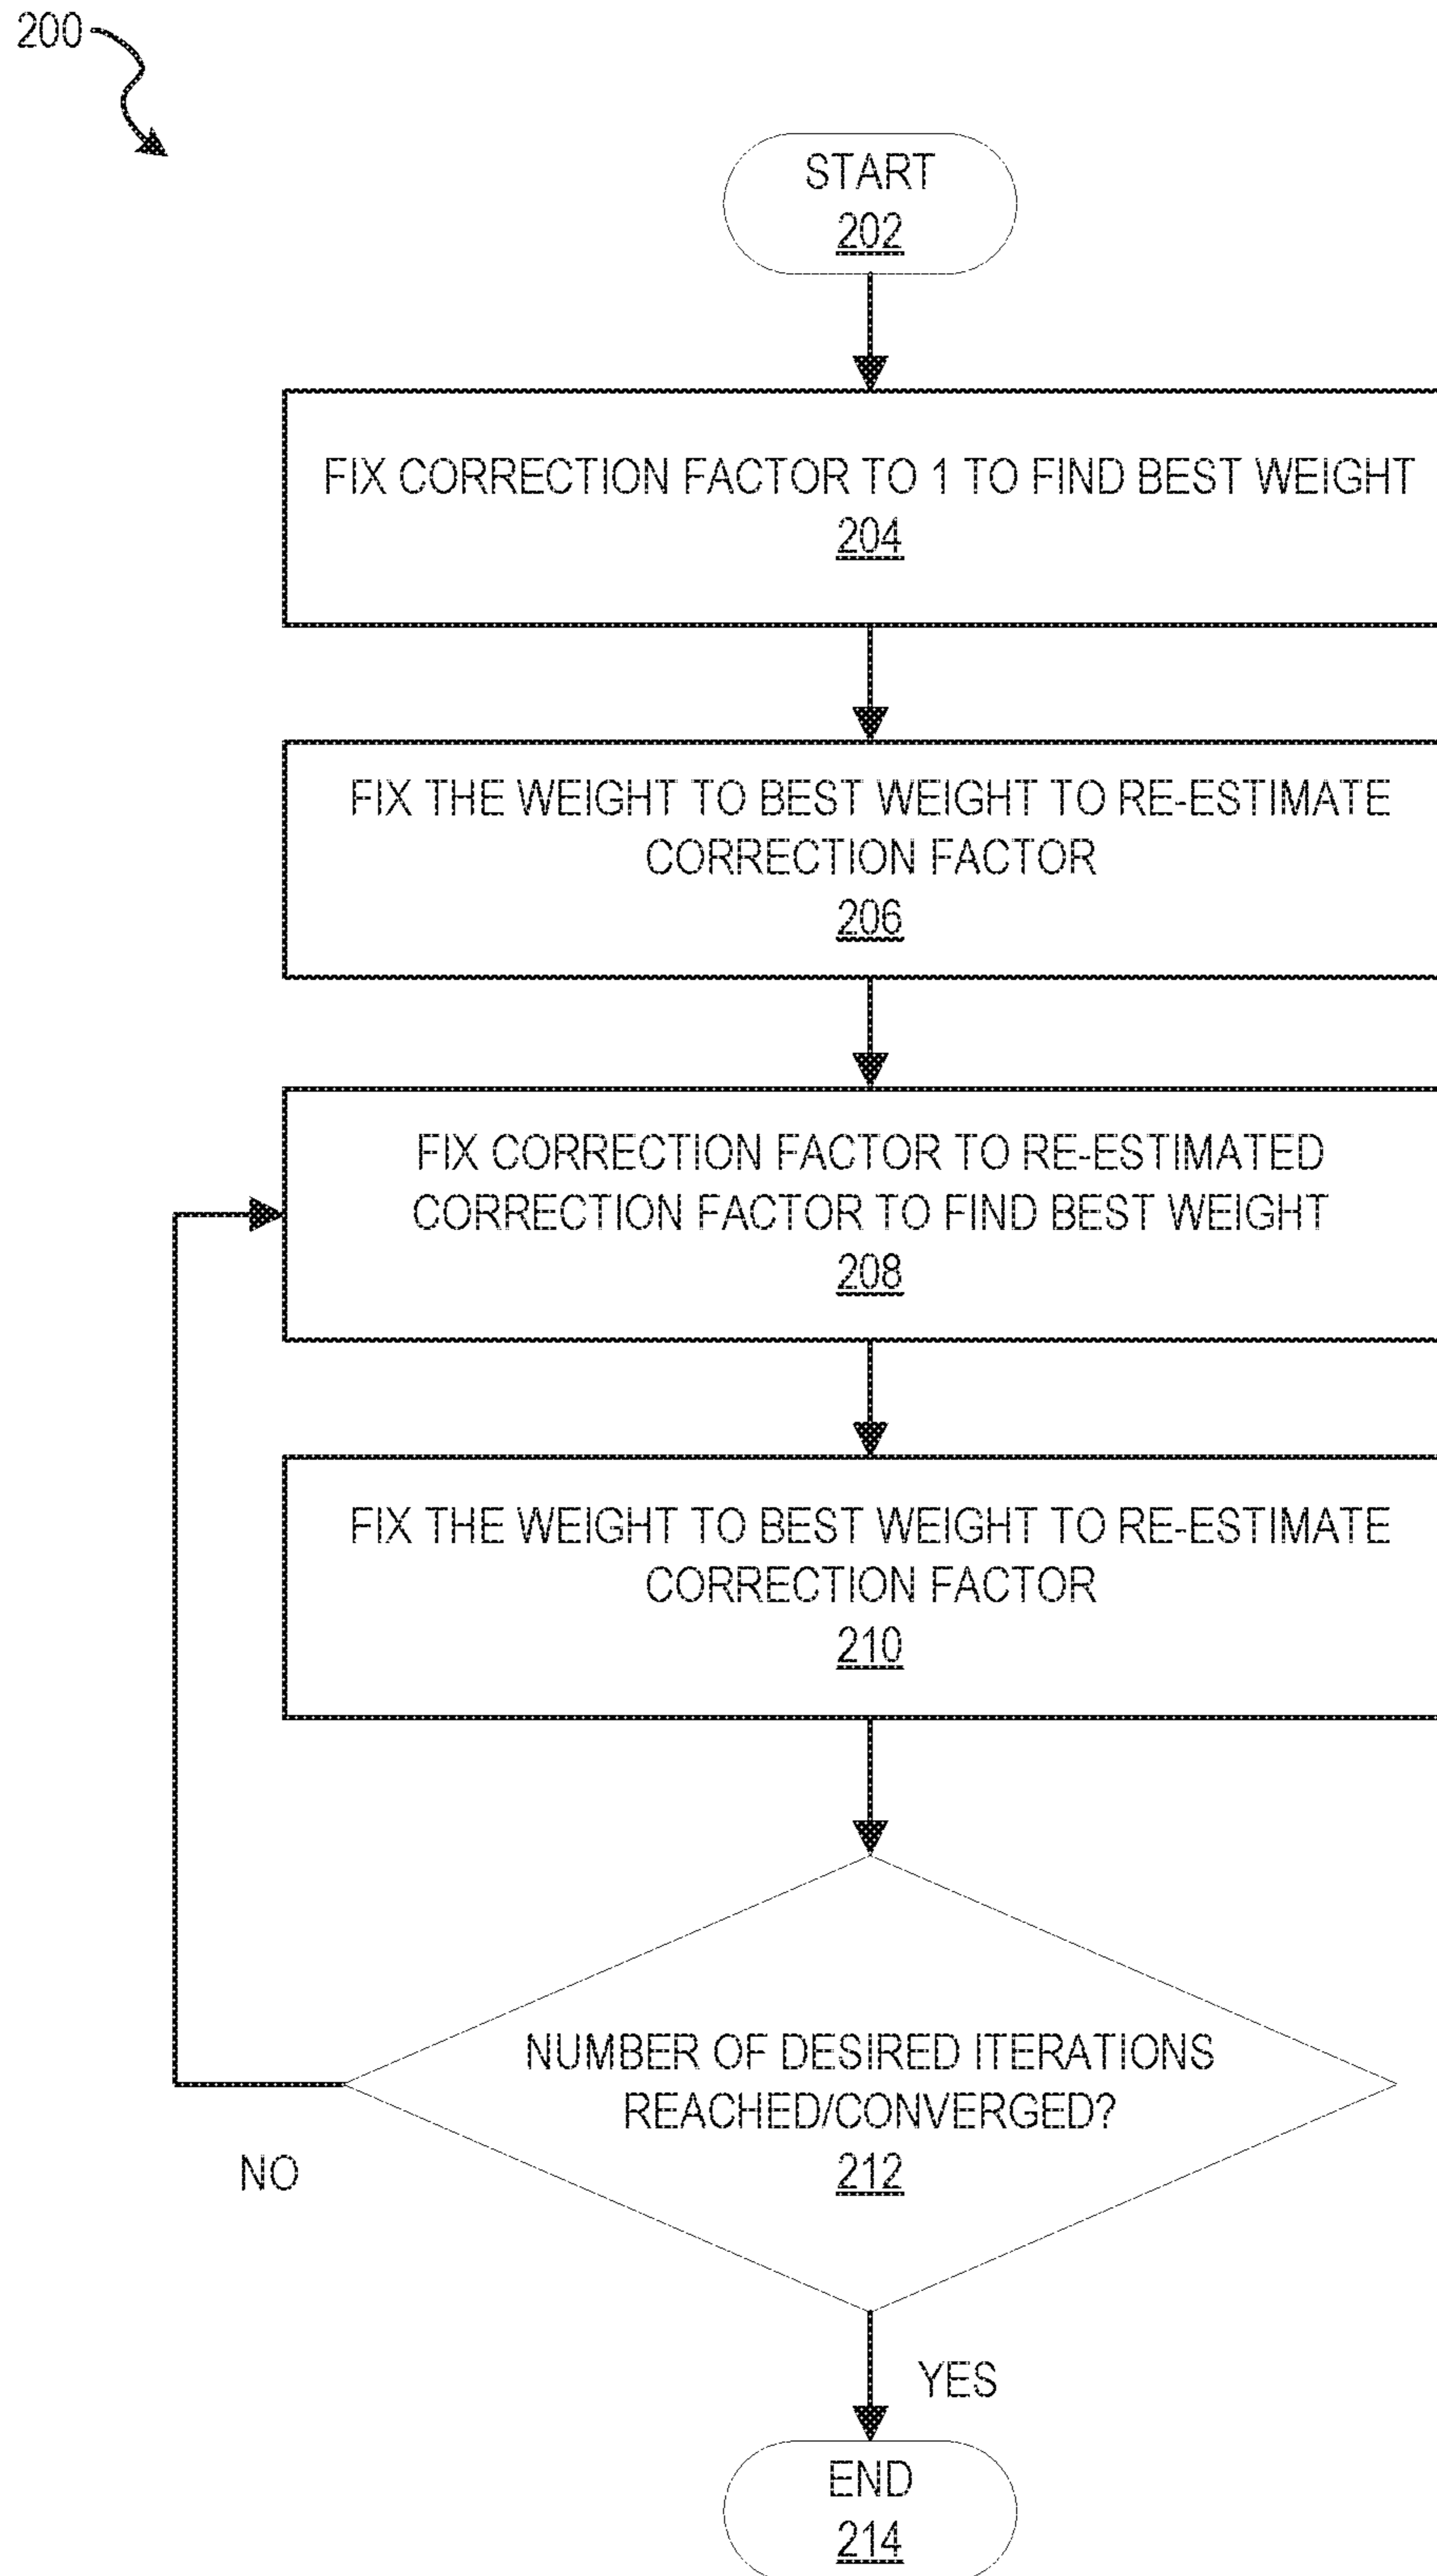 200
START
202
FIX CORRECTION FACTOR TO 1 TO FIND BEST WEIGHT
204
FIX THE WEIGHT TO BEST WEIGHT TO RE-ESTIMATE
CORRECTION FACTOR
206
FIX CORRECTION FACTOR TO RE-ESTIMATED
CORRECTION FACTOR TO FIND BEST WEIGHT
208
FIX THE WEIGHT TO BEST WEIGHT TO RE-ESTIMATE
CORRECTION FACTOR
210
NUMBER OF DESIRED ITERATIONS
REACHED/CONVERGED?
212
NO
YES
END
214